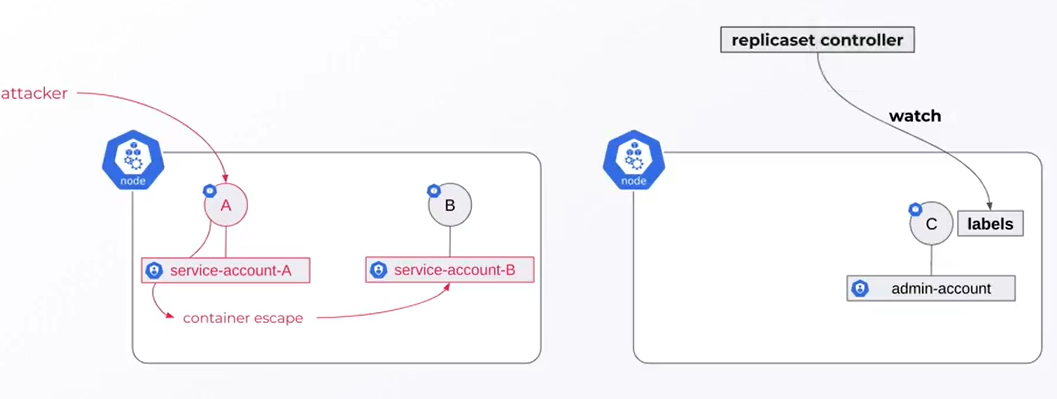 replicaset controller
attacker
watch
node
node
A
B
C
labels
service-account-A
service-account-B
admin-account
container escape